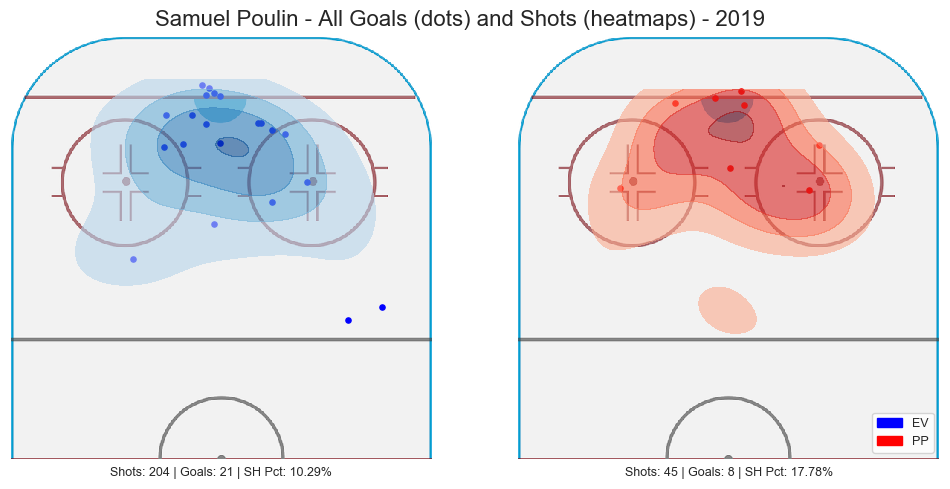 Samuel Poulin - All Goals (dots) and Shots (heatmaps) - 2019
EV
PP
Shots: 204 | Goals: 21 | SH Pct: 10.29%
Shots: 45 | Goals: 8 | SH Pct: 17.78%